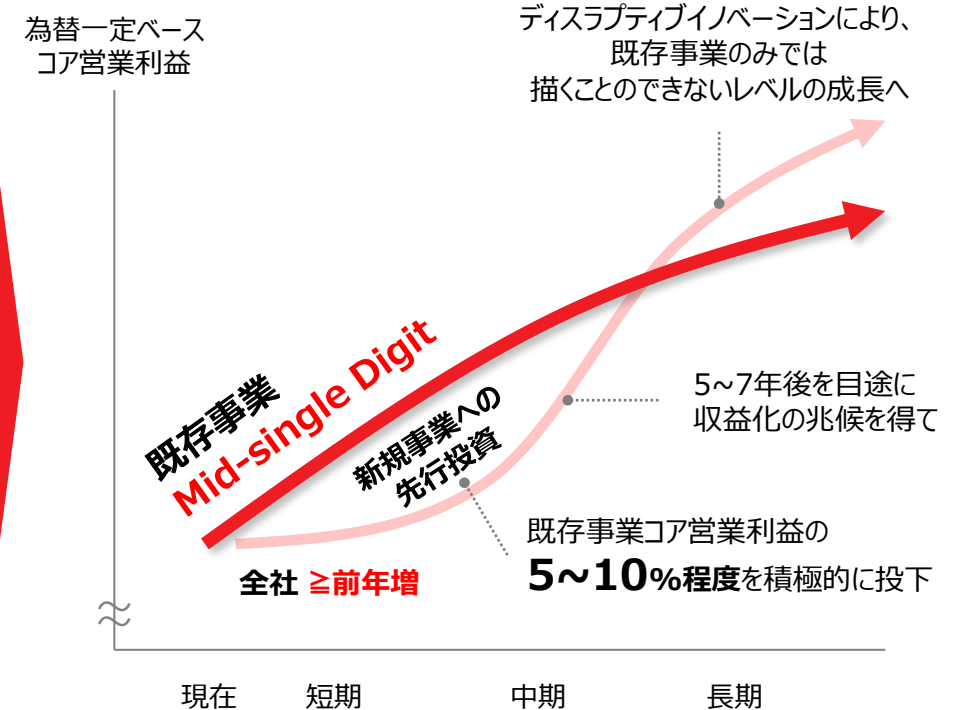 為替一定ベース
コア営業利益
ディスラプティブイノベーションにより、
既存事業のみでは
描くことのできないレベルの成長へ
既存事業
Mid-single Digit
新規事業への
先行投資
5~7年後を目途に
収益化の兆候を得て
既存事業コア営業利益の
5~10%程度を積極的に投下
全社 ≧前年増
現在 短期 中期 長期